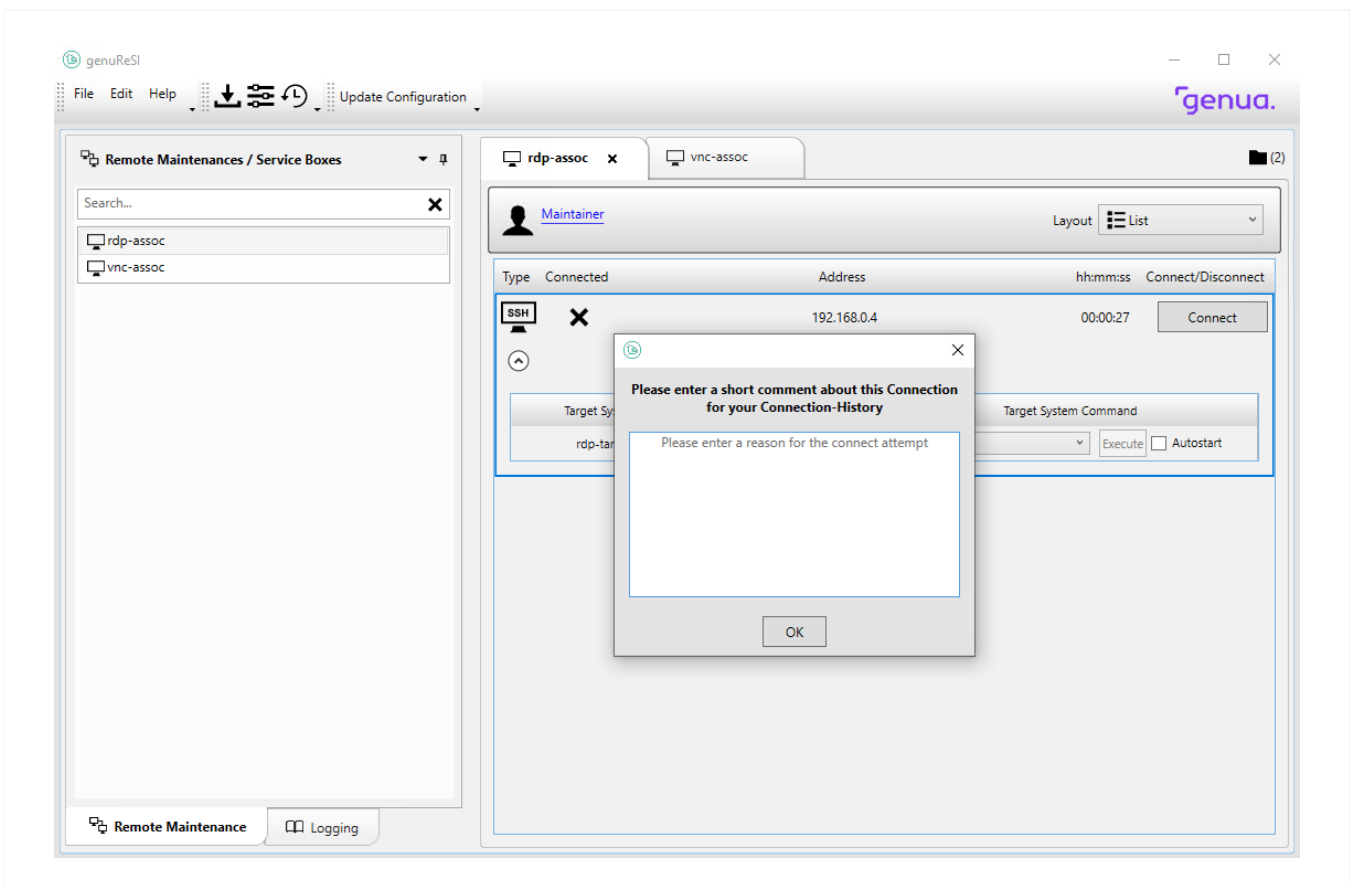 genuReSI
File Edit Help
Update Configuration
genua.
Remote Maintenances / Service Boxes
Search...
rdp-assoc
vnc-assoc
rdp-assoc
vnc-assoc
(2)
Maintainer
Layout
List
Type Connected Address hh:mm:ss Connect/Disconnect
SSH
192.168.0.4 00:00:27 Connect
Please enter a short comment about this Connection
for your Connection-History
Please enter a reason for the connect attempt
OK
Target System Command
Execute Autostart
Remote Maintenance
Logging